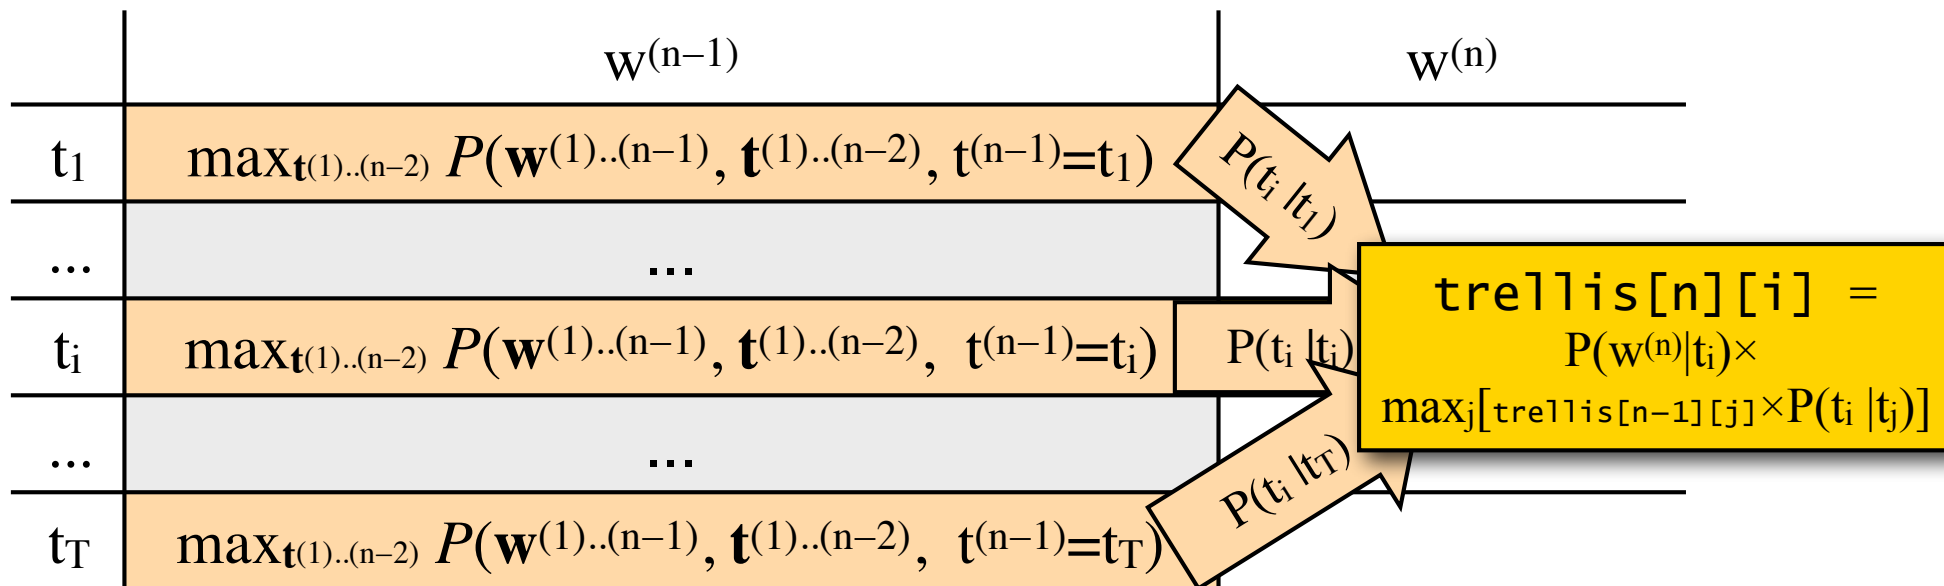 w(n–1) w(n)
t1 maxt(1)..(n–2) P(w(1)..(n–1), t(1)..(n–2), t(n–1)=t1) P(ti |t1)
... ...
trellis[n][i] =
ti maxt(1)..(n–2) P(w(1)..(n–1), t(1)..(n–2), t(n–1)=ti) P(ti |ti) P(w(n)|ti)×
maxj[trellis[n–1][j]×P(ti |tj)]
... ...
tT maxt(1)..(n–2) P(w(1)..(n–1), t(1)..(n–2), t(n–1)=tT) P(ti |tT)